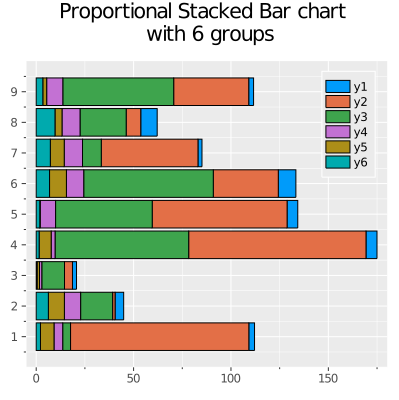 Proportional Stacked Bar chart
with 6 groups
9
8
7
6
5
4
3
2
1
0 50 100 150
y1
y2
y3
y4
y5
y6